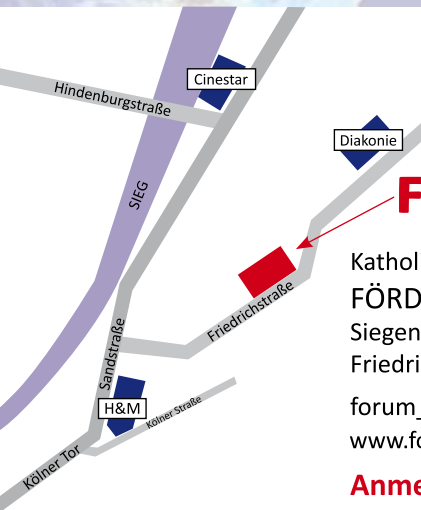 Cinestar
Hindenburgstraße
Diakonie
SIEG
F
Kathol
FÖRD
Siegen
Friedri
forum_
www.fo
Anme
Friedrichstraße
Sandstraße
H&M
Kölner Straße
Kölner Tor